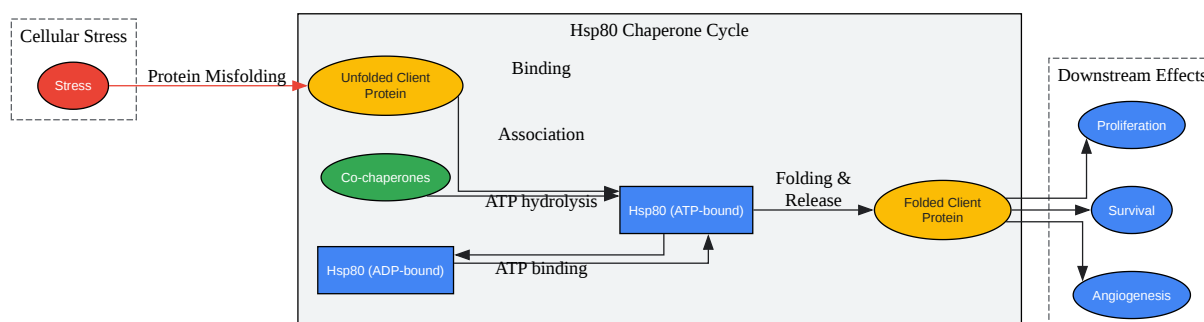 Cellular Stress
Stress
Protein Misfolding
Hsp80 Chaperone Cycle
Unfolded Client
Protein
Binding
Association
Co-chaperones
ATP hydrolysis
Hsp80 (ATP-bound)
Hsp80 (ADP-bound)
ATP binding
Folding &
Release
Folded Client
Protein
Downstream Effects
Proliferation
Survival
Angiogenesis